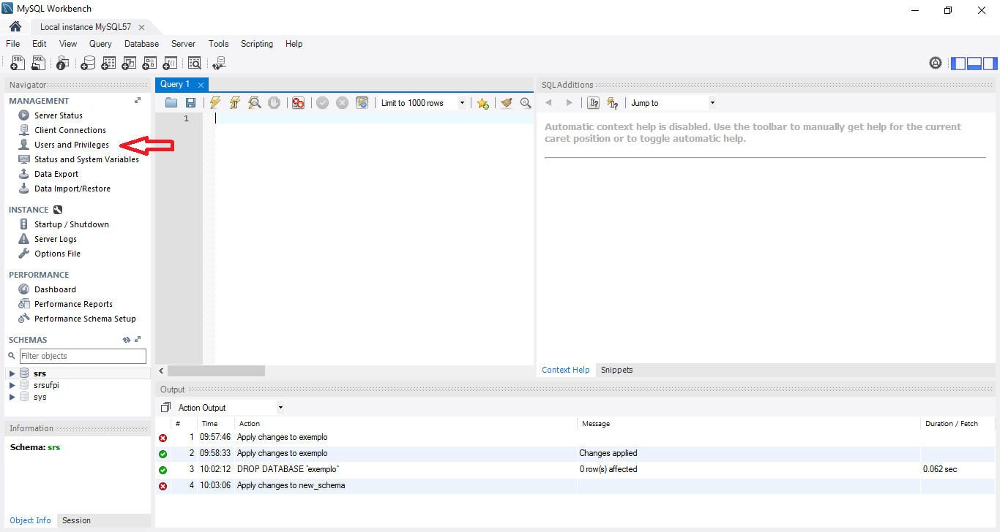 MySQL Workbench
Local instance MySQL57
File Edit View Query Database Server Tools Scripting Help
Navigator
MANAGEMENT
Server Status
Client Connections
Users and Privileges
Status and System Variables
Data Export
Data Import/Restore
INSTANCE
Startup / Shutdown
Server Logs
Options File
PERFORMANCE
Dashboard
Performance Reports
Performance Schema Setup
SCHEMAS
Filter objects
srs
srsufpi
sys
Information
Schema: srs
Object Info Session
Query 1
Limit to 1000 rows
1
SQLAdditions
Jump to
Automatic context help is disabled. Use the toolbar to manually get help for the current
caret position or to toggle automatic help.
Context Help Snippets
Output
Action Output
# Time Action Message Duration / Fetch
1 09:57:46 Apply changes to exemplo
2 09:58:33 Apply changes to exemplo Changes applied
3 10:02:12 DROP DATABASE `exemplo` 0 row(s) affected 0.062 sec
4 10:03:06 Apply changes to new_schema